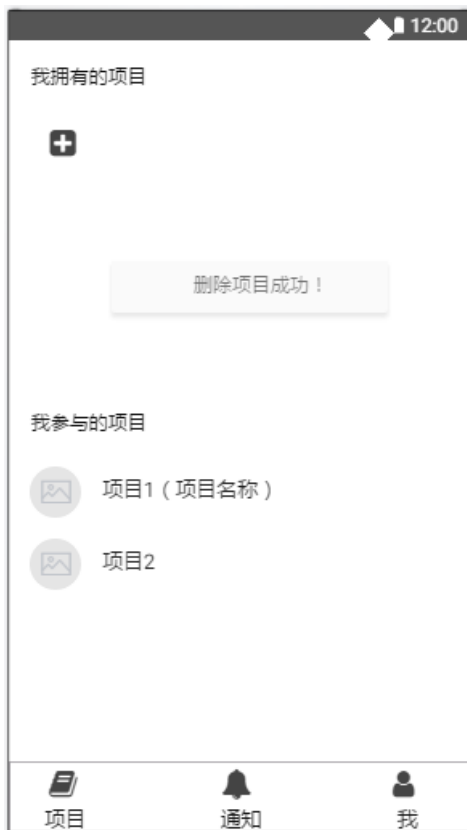 12:00
我拥有的项目
删除项目成功！
我参与的项目
项目1（项目名称）
项目2
项目 通知 我